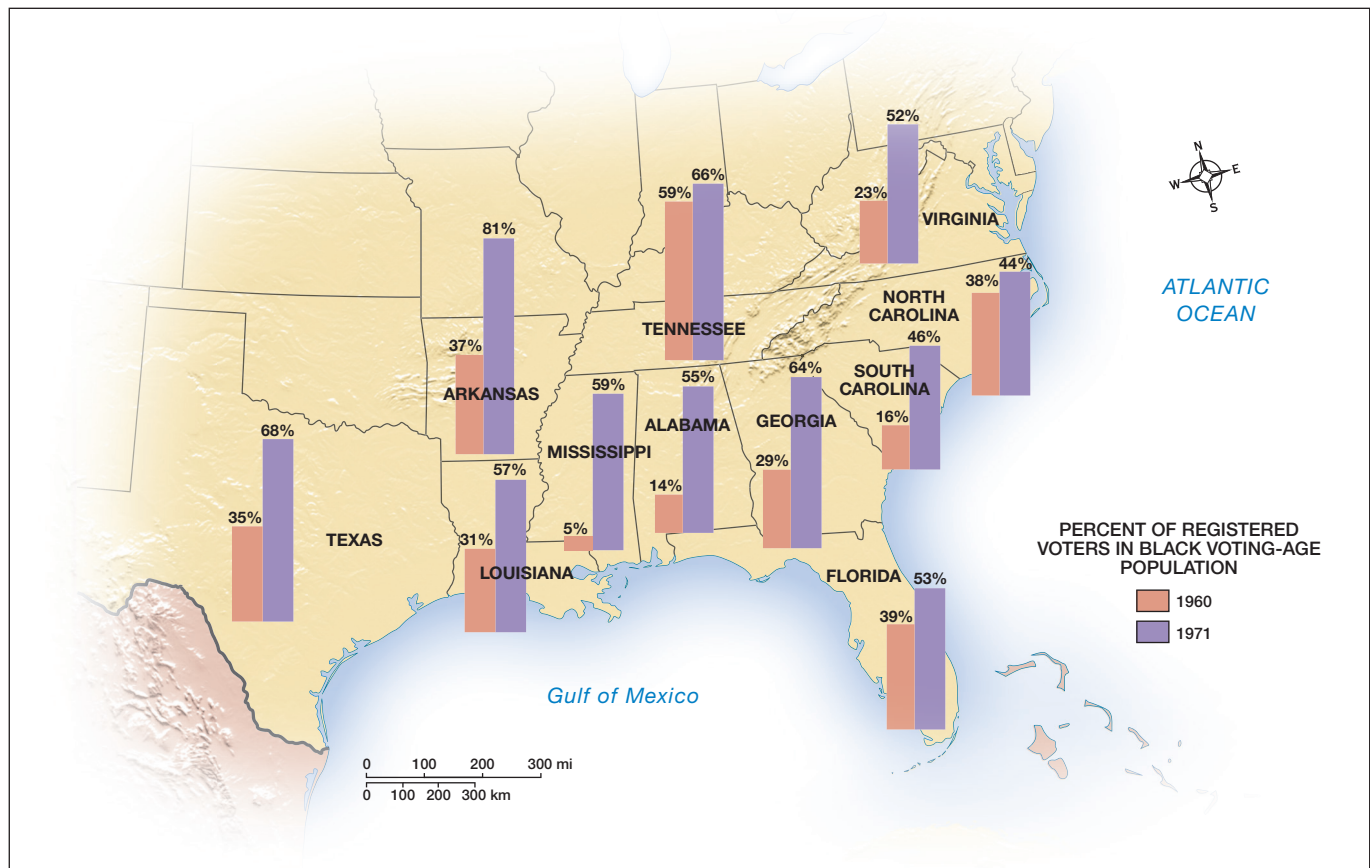 52%
23%
VIRGINIA
59%
66%
TENNESSEE
81%
37%
ARKANSAS
38%
44%
NORTH
CAROLINA
46%
SOUTH
CAROLINA
16%
ATLANTIC
OCEAN
N
W
E
S
59%
5%
MISSISSIPPI
55%
ALABAMA
14%
64%
GEORGIA
29%
68%
35%
TEXAS
57%
31%
LOUISIANA
FLORIDA
53%
39%
PERCENT OF REGISTERED
VOTERS IN BLACK VOTING-AGE
POPULATION
1960
1971
Gulf of Mexico
0 100 200 300 mi
0 100 200 300 km